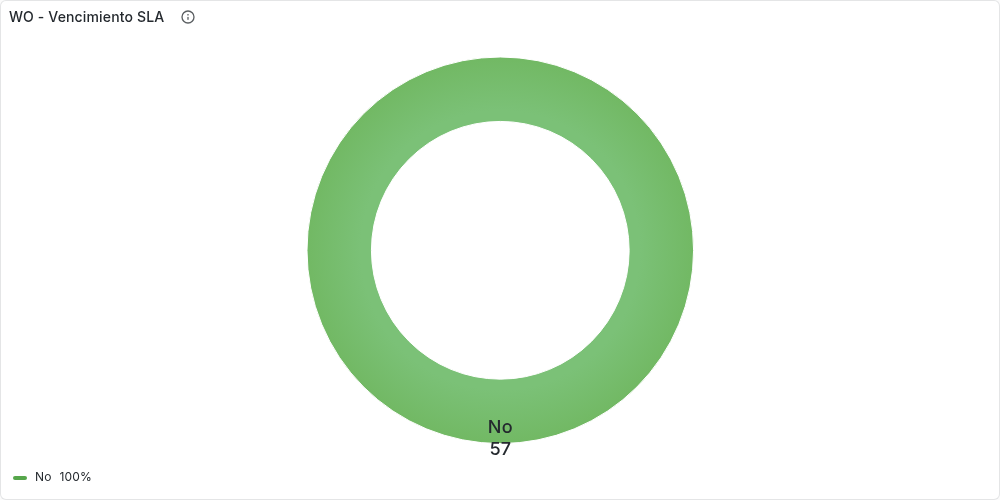 WO - Vencimiento SLA
No
57
No 100%